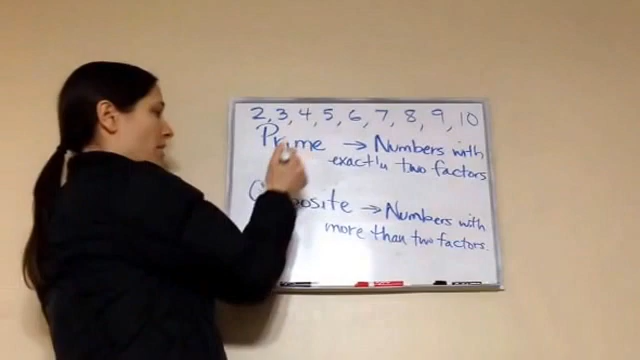 2, 3, 4, 5, 6, 7, 8, 9, 10
Prime → Numbers with
exactly two factors
→ Numbers with
more than two factors.